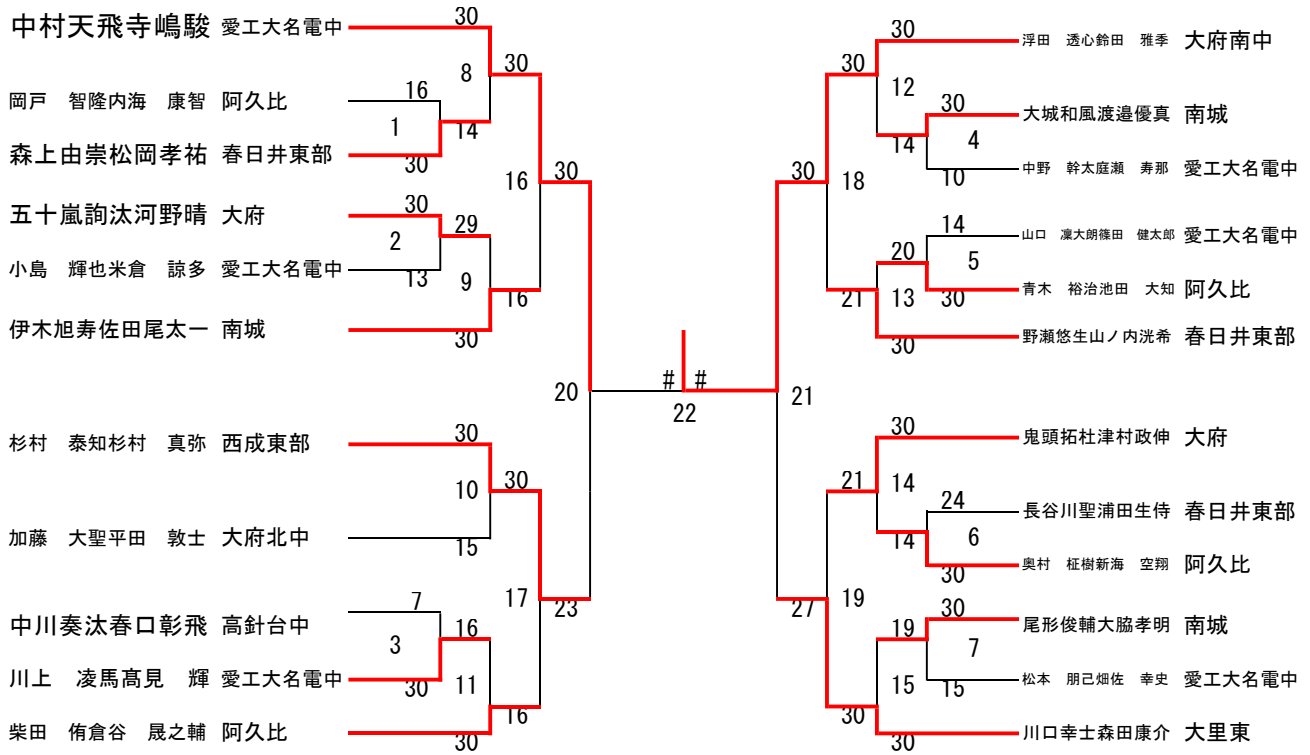 30
中村天飛寺嶋駿 愛工大名電中
8
30
16
岡戸　智隆内海　康智 阿久比
1
14
森上由崇松岡孝祐 春日井東部
30
16
30
30
五十嵐詢汰河野晴 大府
29
2
小島　輝也米倉　諒多 愛工大名電中
13
9
16
伊木旭寿佐田尾太一 南城
30
20
30
杉村　泰知杉村　真弥 西成東部
10
30
加藤　大聖平田　敦士 大府北中
15
17
23
7
中川奏汰春口彰飛 高針台中
16
3
川上　凌馬髙見　輝 愛工大名電中
30
11
16
柴田　侑倉谷　晟之輔 阿久比
30
# #
22
30
浮田　透心鈴田　雅季 大府南中
30
12
30
大城和風渡邉優真 南城
14
4
中野　幹太庭瀬　寿那 愛工大名電中
10
30
18
14
山口　凜大朗篠田　健太郎 愛工大名電中
20
5
青木　裕治池田　大知 阿久比
30
21
13
野瀬悠生山ノ内洸希 春日井東部
30
21
30
鬼頭拓杜津村政伸 大府
21
14
24
長谷川聖浦田生侍 春日井東部
14
6
奥村　柾樹新海　空翔 阿久比
30
27
19
30
尾形俊輔大脇孝明 南城
19
7
松本　朋己畑佐　幸史 愛工大名電中
15
15
30
川口幸士森田康介 大里東
30